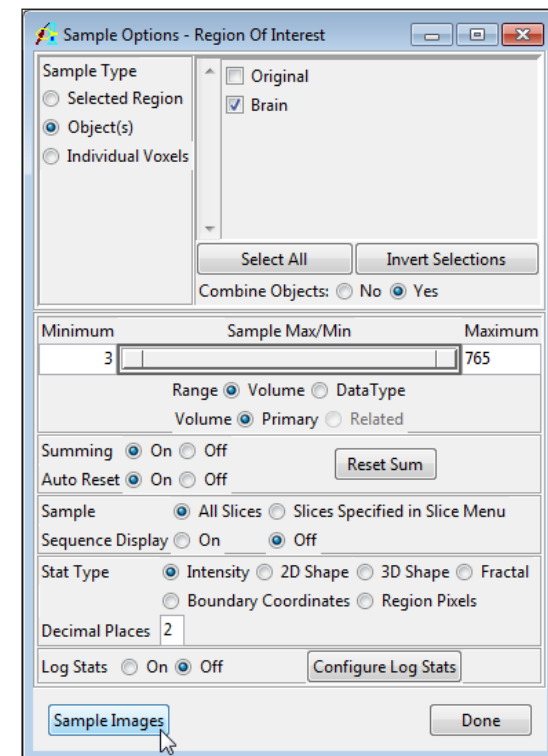 Sample Options - Region Of Interest
Sample Type
Selected Region
Object(s)
Individual Voxels
Original
Brain
Select All Invert Selections
Combine Objects: No Yes
Minimum Sample Max/Min Maximum
3 765
Range Volume DataType
Volume Primary Related
Summing On Off
Auto Reset On Off
Reset Sum
Sample All Slices Slices Specified in Slice Menu
Sequence Display On Off
Stat Type Intensity 2D Shape 3D Shape Fractal
Boundary Coordinates Region Pixels
Decimal Places 2
Log Stats On Off Configure Log Stats
Sample Images Done